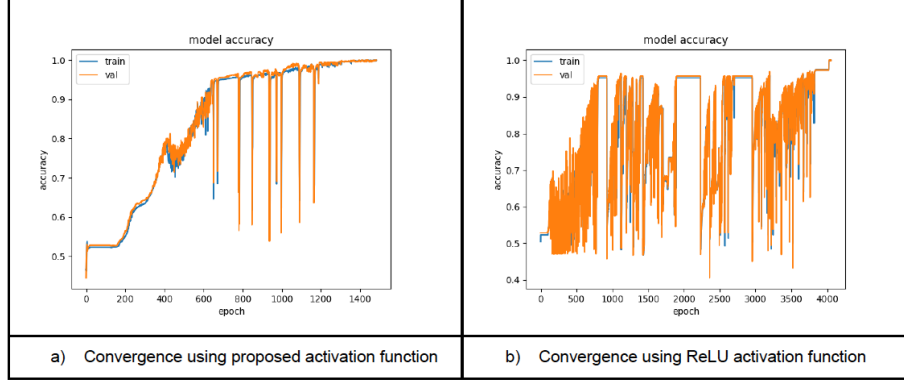 model accuracy
train
val
1.0
0.9
0.8
0.7
0.6
0.5
accuracy
0 200 400 600 800 1000 1200 1400
epoch
a) Convergence using proposed activation function
model accuracy
train
val
1.0
0.9
0.8
0.7
0.6
0.5
0.4
accuracy
0 500 1000 1500 2000 2500 3000 3500 4000
epoch
b) Convergence using ReLU activation function